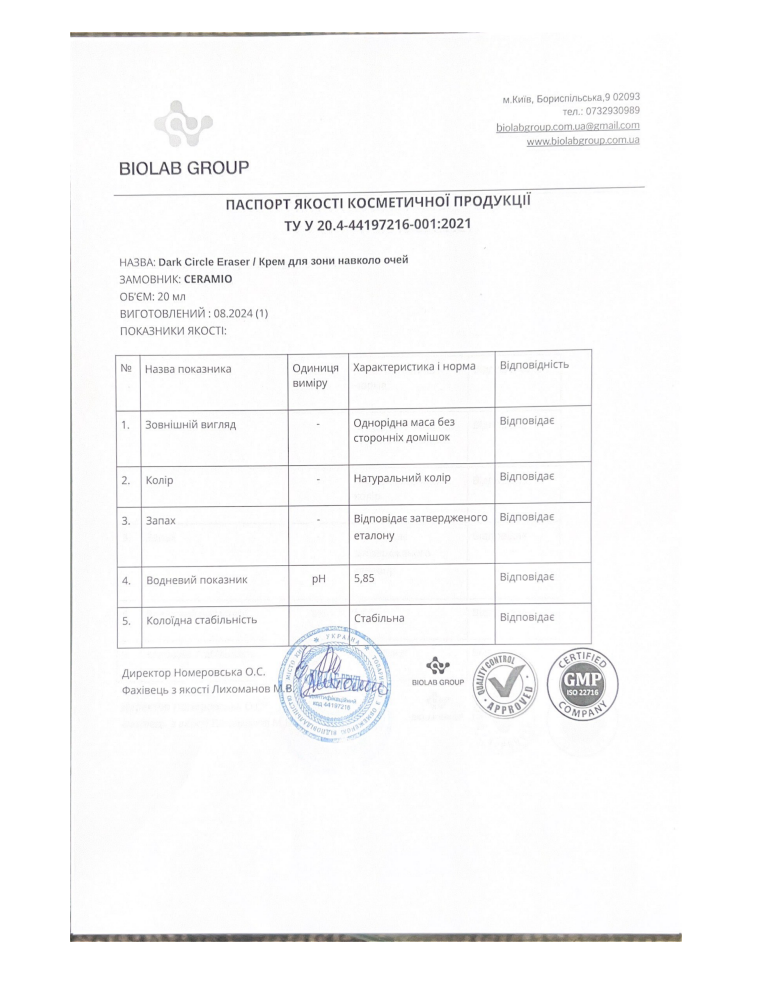 м.Київ, Бориспільська,9 02093
тел.: 0732930989
biolabgroup.com.ua@gmail.com
www.biolabgroup.com.ua
BIOLAB GROUP
ПАСПОРТ ЯКОСТІ КОСМЕТИЧНОЇ ПРОДУКЦІЇ
ТУ У 20.4-44197216-001:2021
НАЗВА: Dark Circle Eraser / Крем для зони навколо очей
ЗАМОВНИК: CERAMIO
ОБ'ЄМ: 20 мл
ВИГОТОВЛЕНИЙ : 08.2024 (1)
ПОКАЗНИКИ ЯКОСТІ:
№ Назва показника Одиниця виміру Характеристика і норма Відповідність
1. Зовнішній вигляд - Однорідна маса без сторонніх домішок Відповідає
2. Колір - Натуральний колір Відповідає
3. Запах - Відповідає затвердженого еталону Відповідає
4. Водневий показник pH 5,85 Відповідає
5. Колоїдна стабільність Стабільна Відповідає
Директор Номеровська О.С.
Фахівець з якості Лихоманов М.В.
УКРАЇНА
код 44197216
BIOLAB GROUP
QUALITY CONTROL
APPROVED
CERTIFIED
GMP
ISO 22716
COMPANY